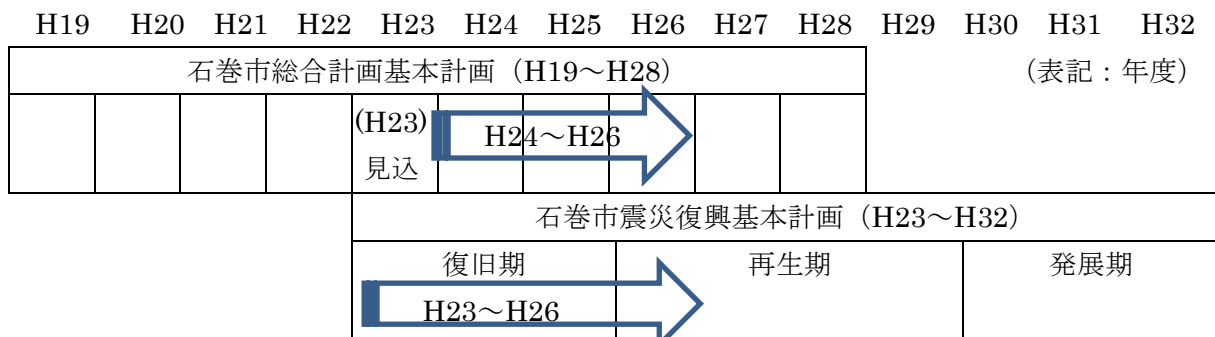 H19 H20 H21 H22 H23 H24 H25 H26 H27 H28 H29 H30 H31 H32
石巻市総合計画基本計画（H19～H28）
（表記：年度）
(H23)
見込
H24～H26
石巻市震災復興基本計画（H23～H32）
復旧期 再生期 発展期
H23～H26